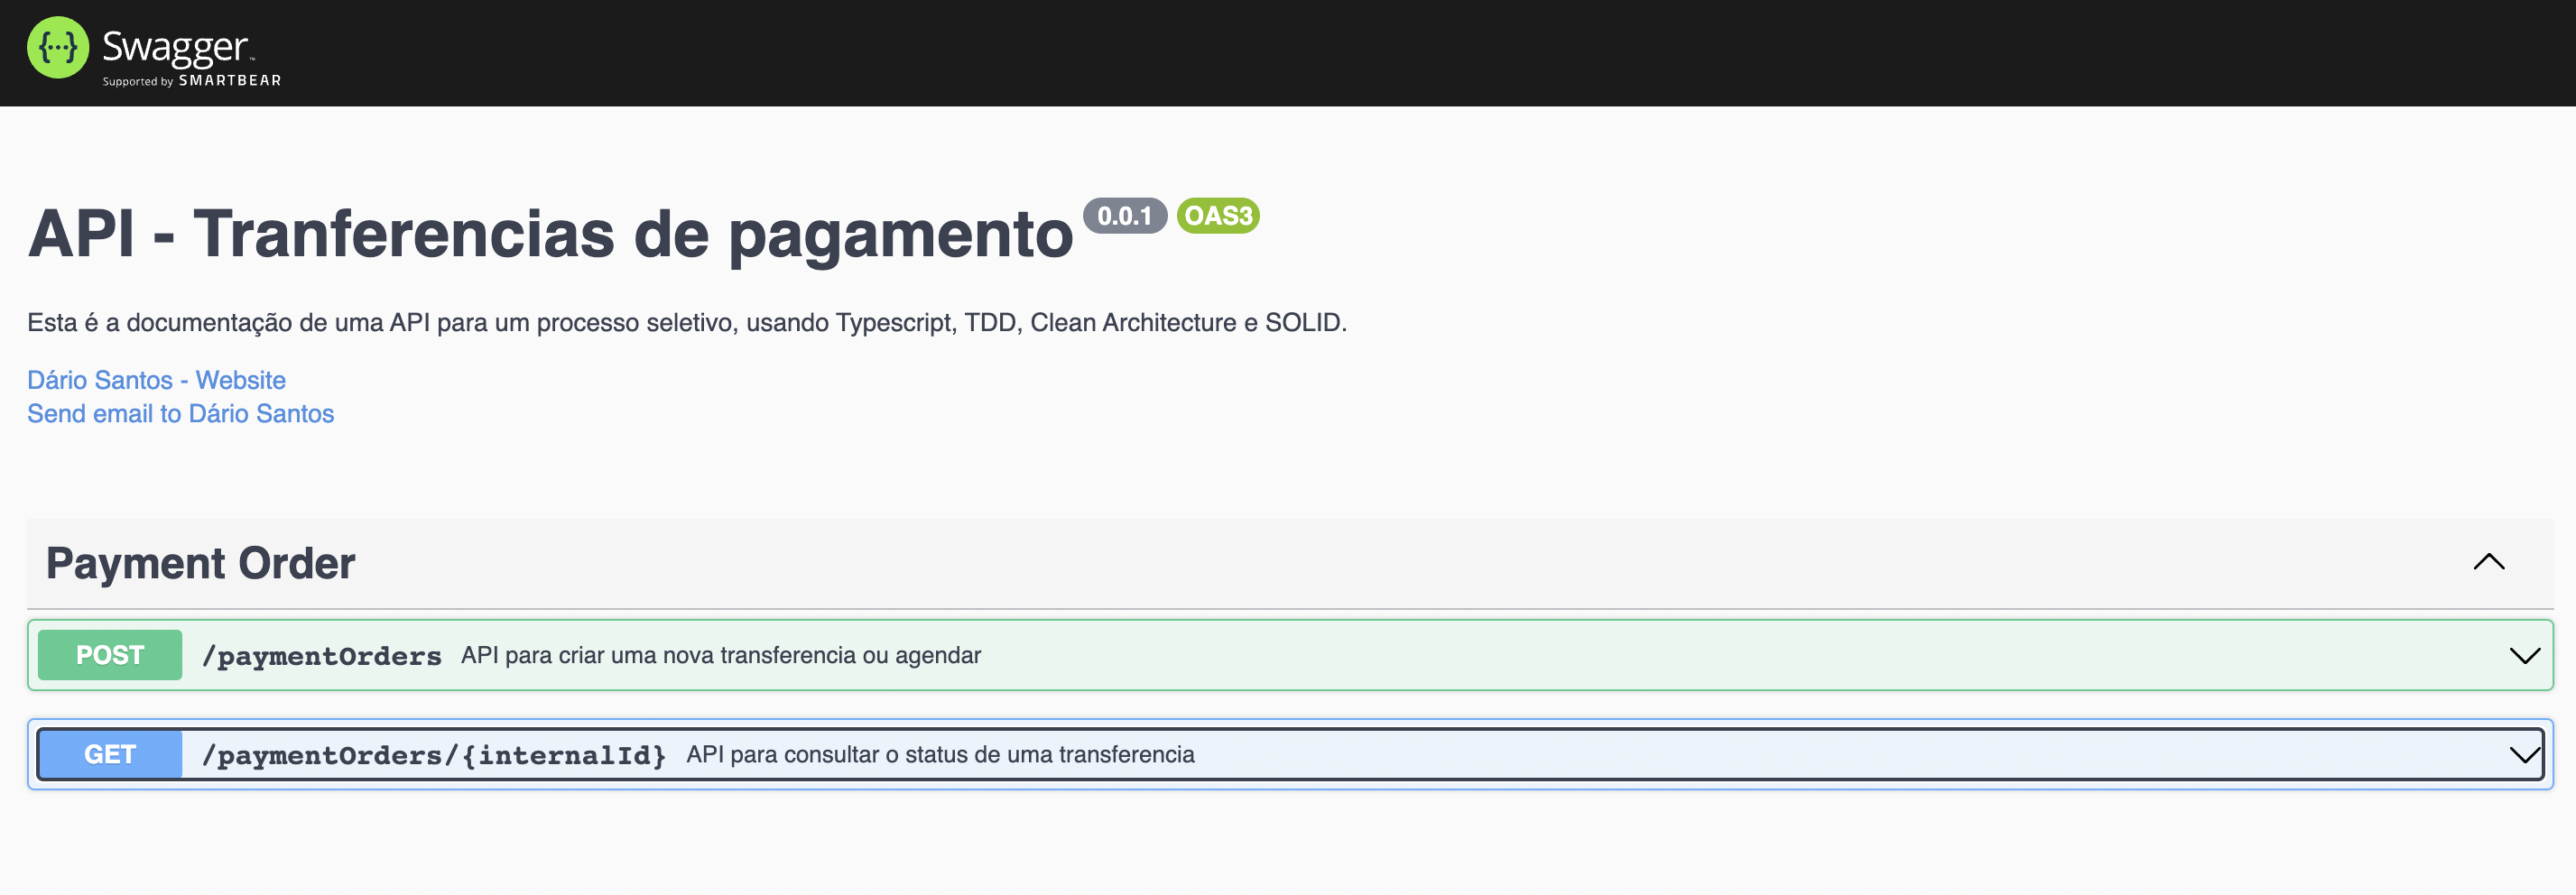 {...} Swagger™
Supported by SMARTBEAR
API - Tranferencias de pagamento 0.0.1 OAS3
Esta é a documentação de uma API para um processo seletivo, usando Typescript, TDD, Clean Architecture e SOLID.
Dário Santos - Website
Send email to Dário Santos
Payment Order
POST /paymentOrders API para criar uma nova transferencia ou agendar
GET /paymentOrders/{internalId} API para consultar o status de uma transferencia